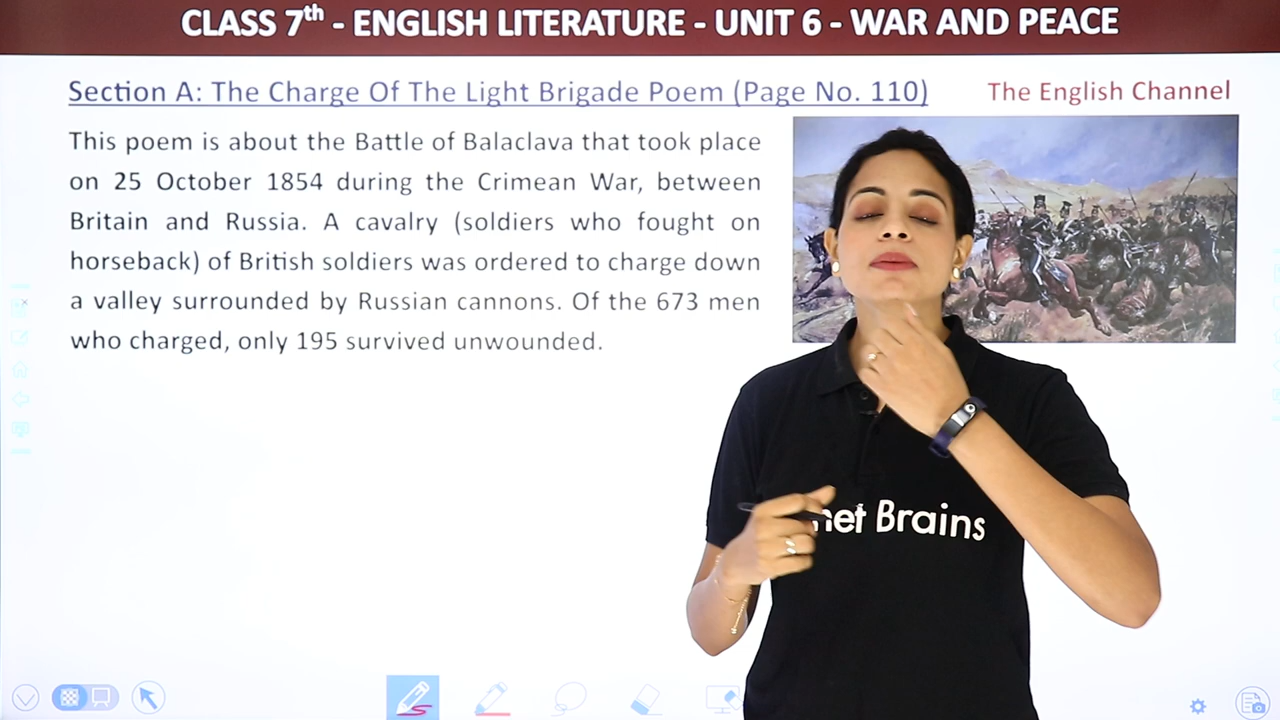 CLASS 7th - ENGLISH LITERATURE - UNIT 6 - WAR AND PEACE
Section A: The Charge Of The Light Brigade Poem (Page No. 110)
The English Channel
This poem is about the Battle of Balaclava that took place
on 25 October 1854 during the Crimean War, between
Britain and Russia. A cavalry (soldiers who fought on
horseback) of British soldiers was ordered to charge down
a valley surrounded by Russian cannons. Of the 673 men
who charged, only 195 survived unwounded.
net Brains